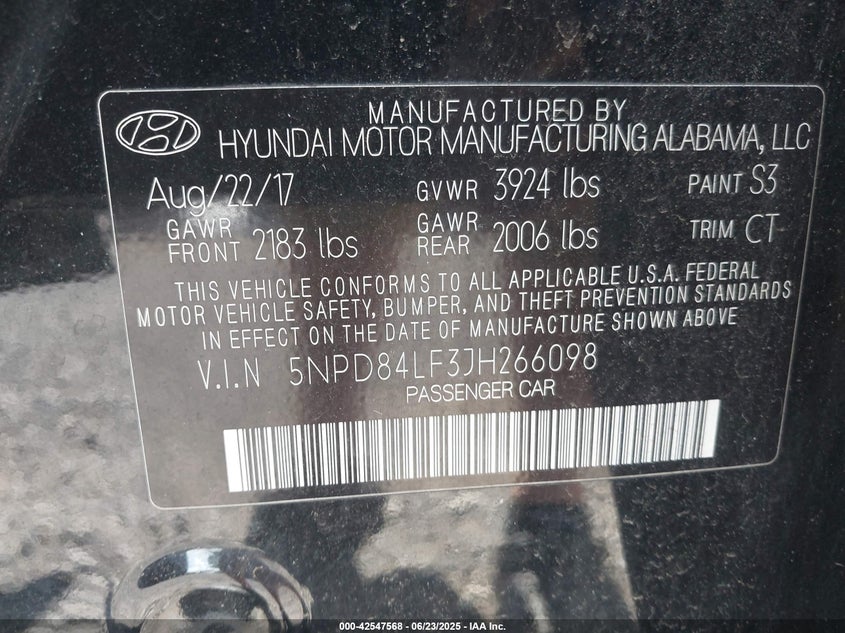 MANUFACTURED BY
HYUNDAI MOTOR MANUFACTURING ALABAMA, LLC
Aug/22/17 GVWR 3924 lbs PAINT S3
GAWR FRONT 2183 lbs GAWR REAR 2006 lbs TRIM CT
THIS VEHICLE CONFORMS TO ALL APPLICABLE U.S.A. FEDERAL
MOTOR VEHICLE SAFETY, BUMPER, AND THEFT PREVENTION STANDARDS
IN EFFECT ON THE DATE OF MANUFACTURE SHOWN ABOVE
V.I.N 5NPD84LF3JH266098
PASSENGER CAR
000-42547568 - 06/23/2025 - IAA Inc.